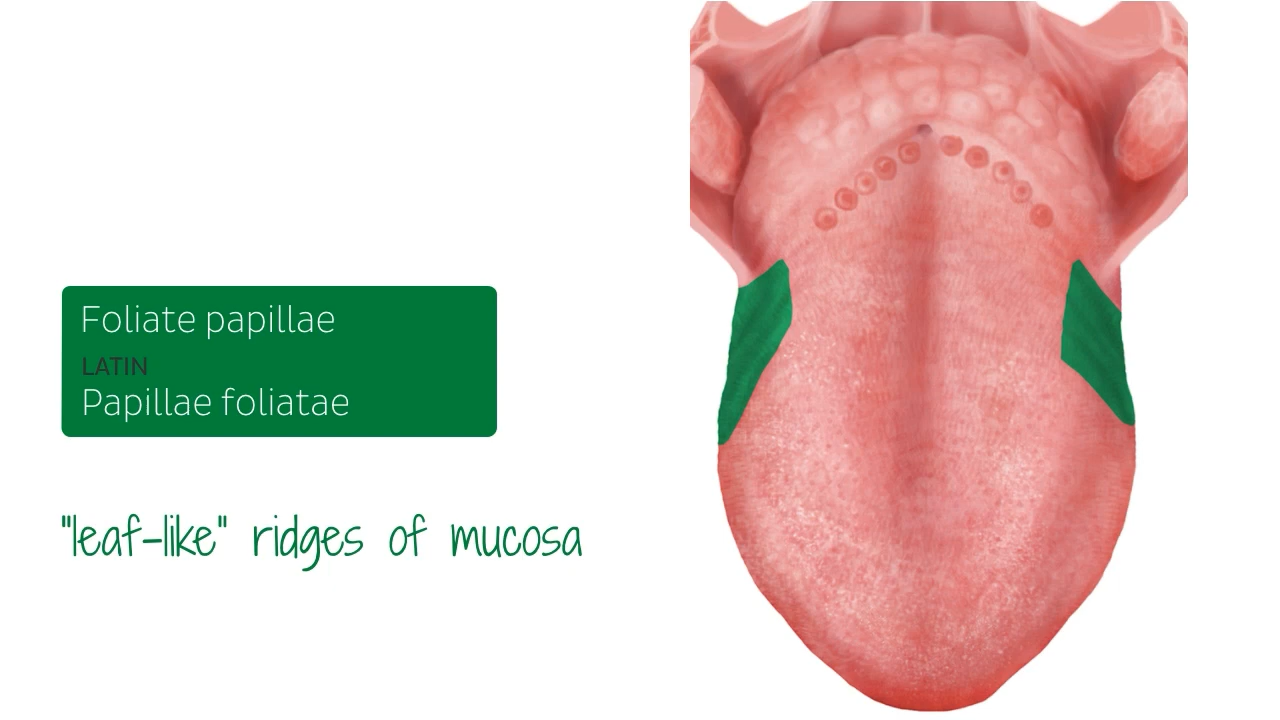 Foliate papillae
LATIN
Papillae foliatae
"leaf-like" ridges of mucosa